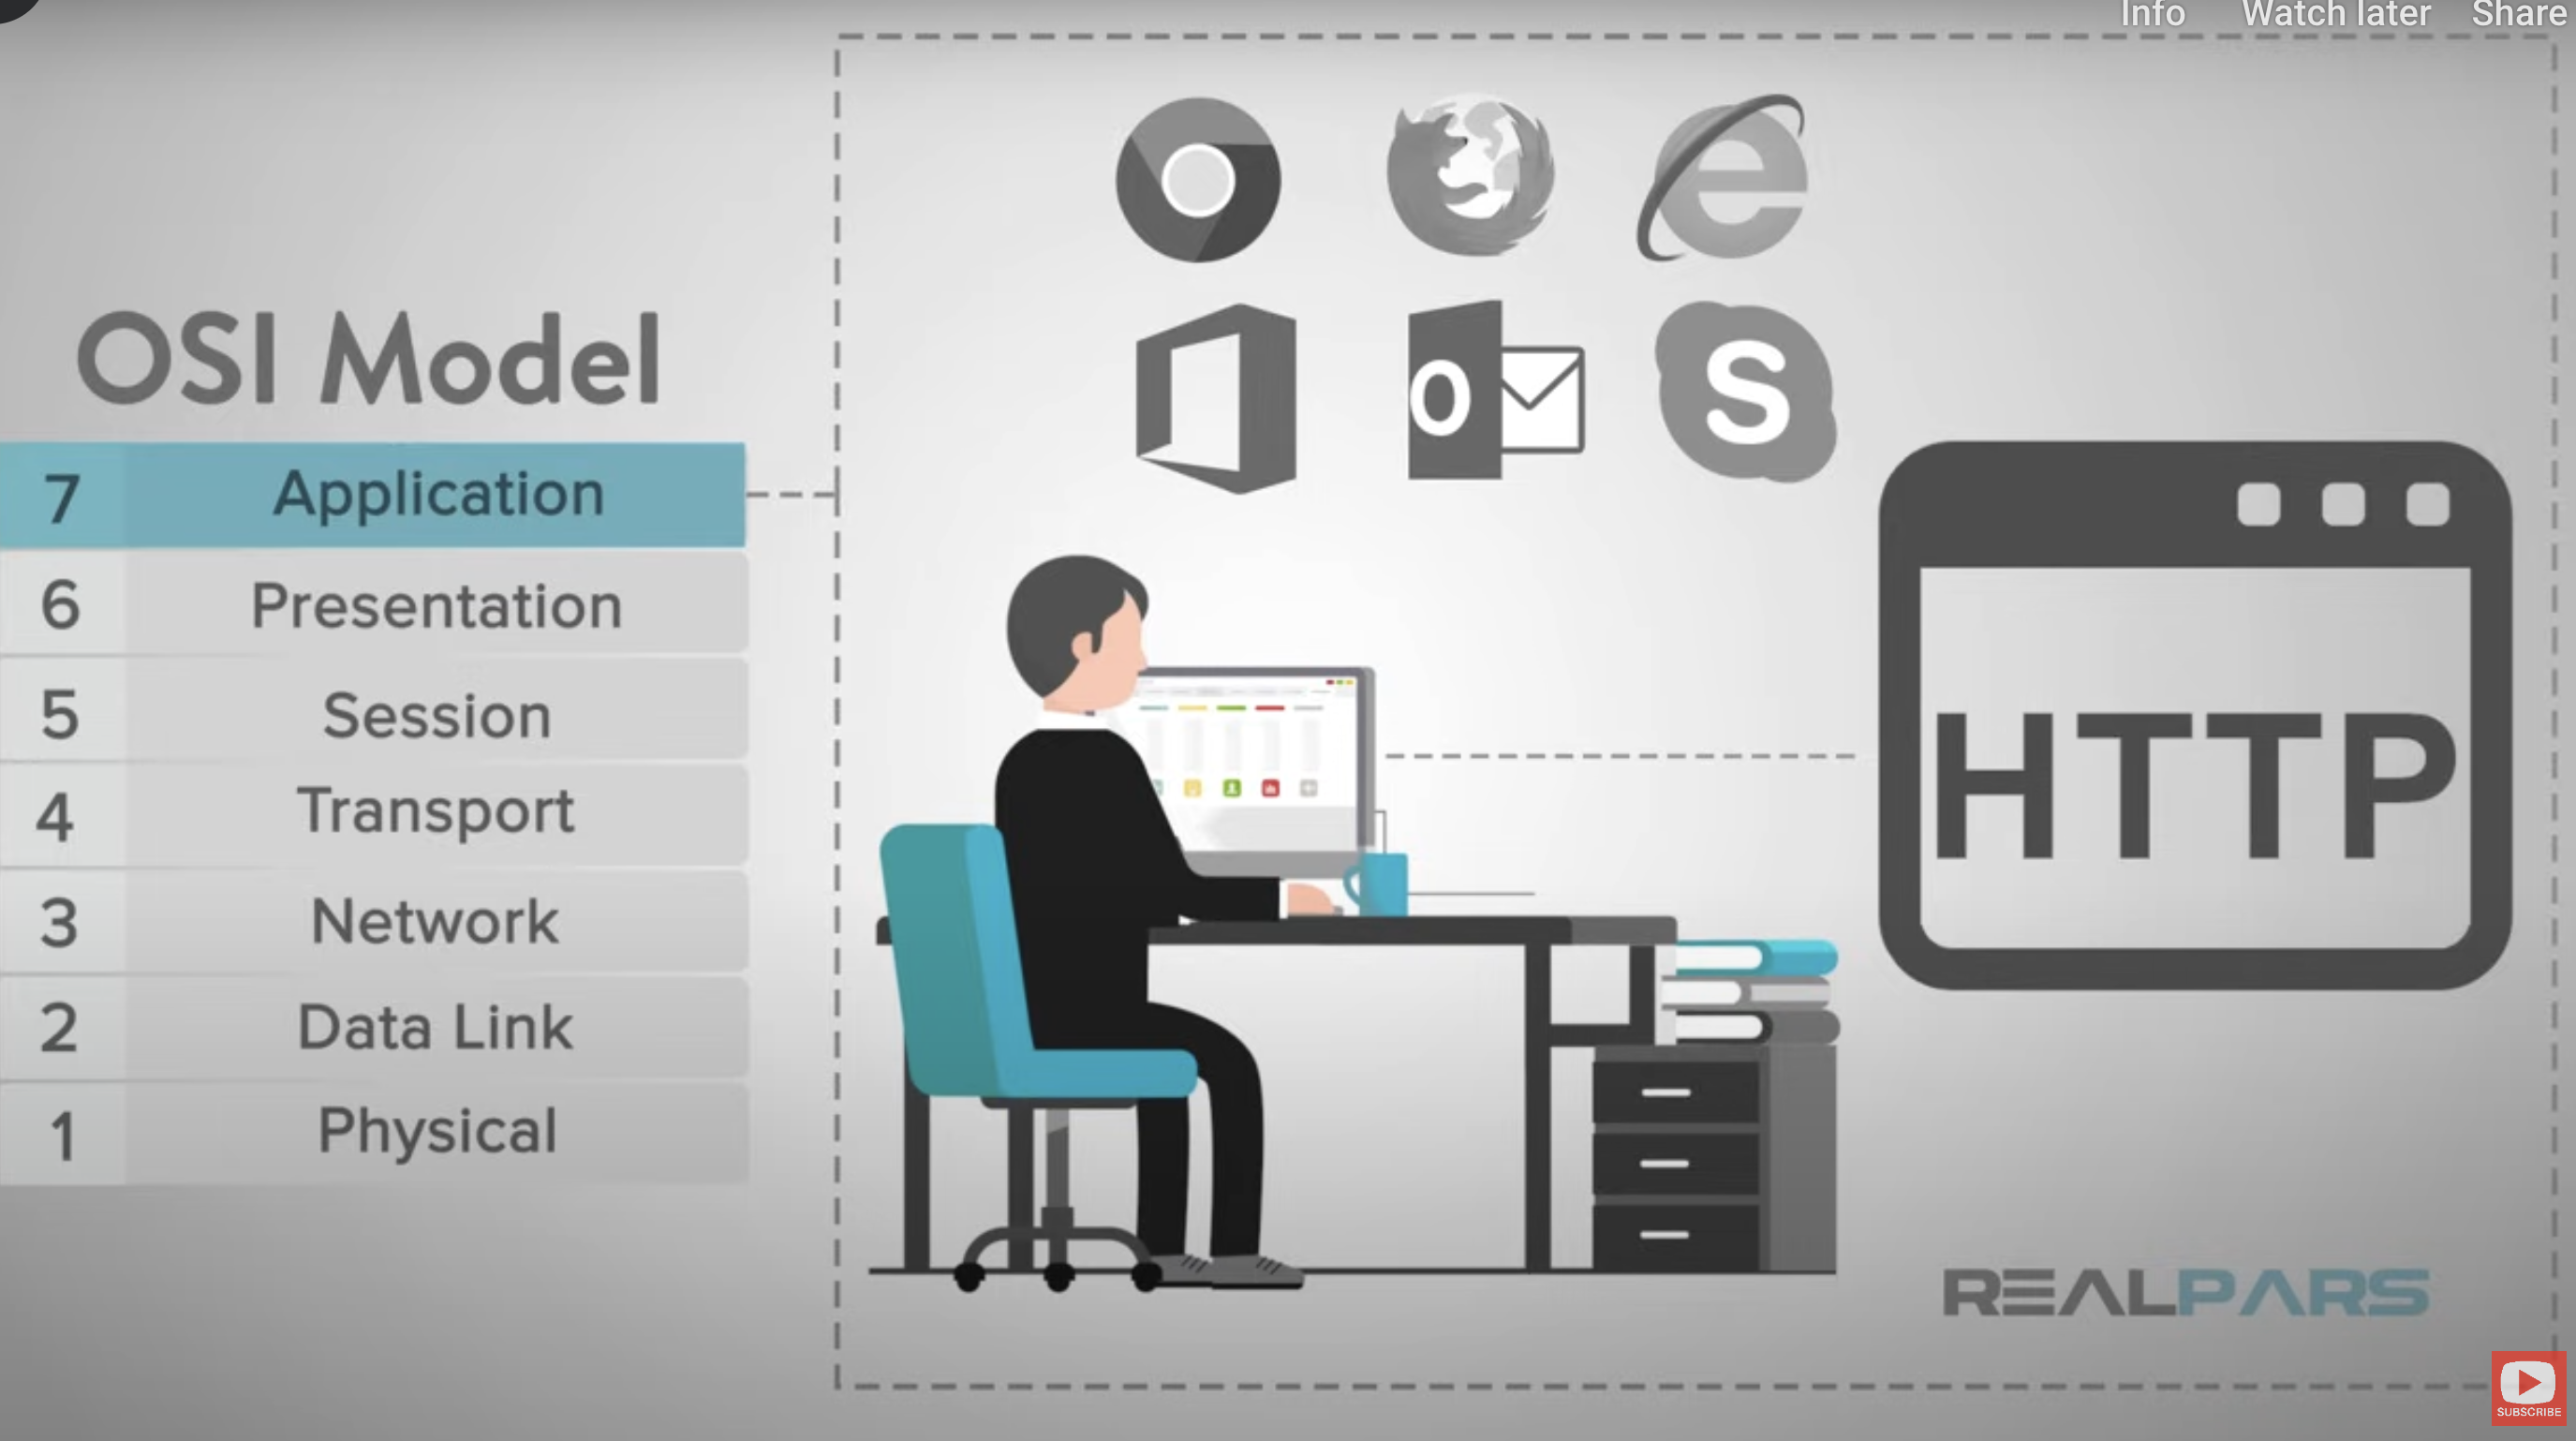 Info Watch later Share
OSI Model
7 Application
6 Presentation
5 Session
4 Transport
3 Network
2 Data Link
1 Physical
O
S
HTTP
REALPARS
SUBSCRIBE